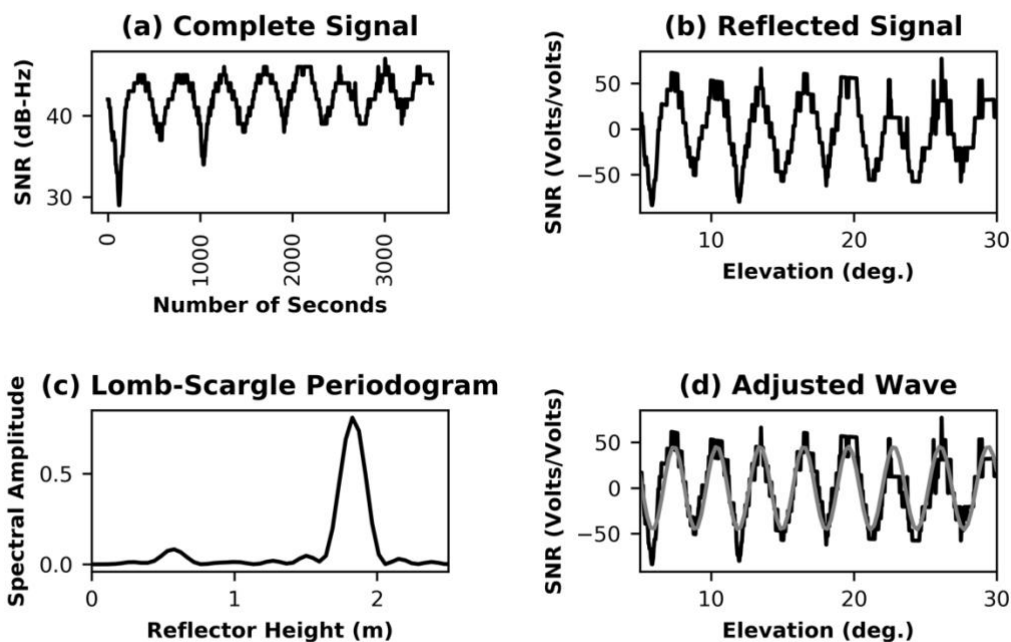 (a) Complete Signal
SNR (dB-Hz)
40
30
0
1000
2000
3000
Number of Seconds
(b) Reflected Signal
SNR (Volts/volts)
50
0
−50
10
20
30
Elevation (deg.)
(c) Lomb-Scargle Periodogram
Spectral Amplitude
0.5
0.0
0
1
2
Reflector Height (m)
(d) Adjusted Wave
SNR (Volts/Volts)
50
0
−50
10
20
30
Elevation (deg.)